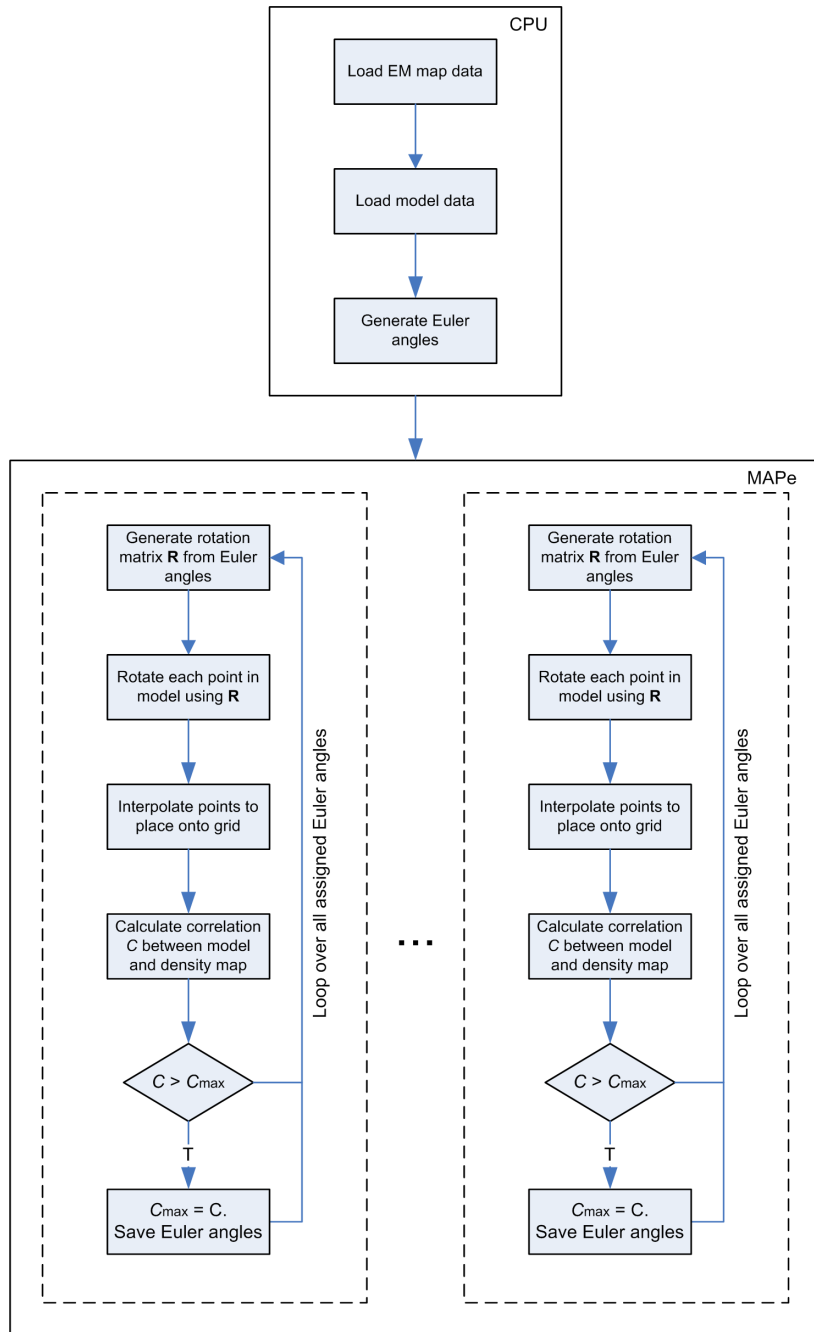 CPU
Load EM map data
Load model data
Generate Euler
angles
MAPe
Generate rotation
matrix R from Euler
angles
Rotate each point in
model using R
Interpolate points to
place onto grid
Calculate correlation
C between model
and density map
C > Cmax
T
Cmax = C.
Save Euler angles
Loop over all assigned Euler angles
...
Generate rotation
matrix R from Euler
angles
Rotate each point in
model using R
Interpolate points to
place onto grid
Calculate correlation
C between model
and density map
C > Cmax
T
Cmax = C.
Save Euler angles
Loop over all assigned Euler angles